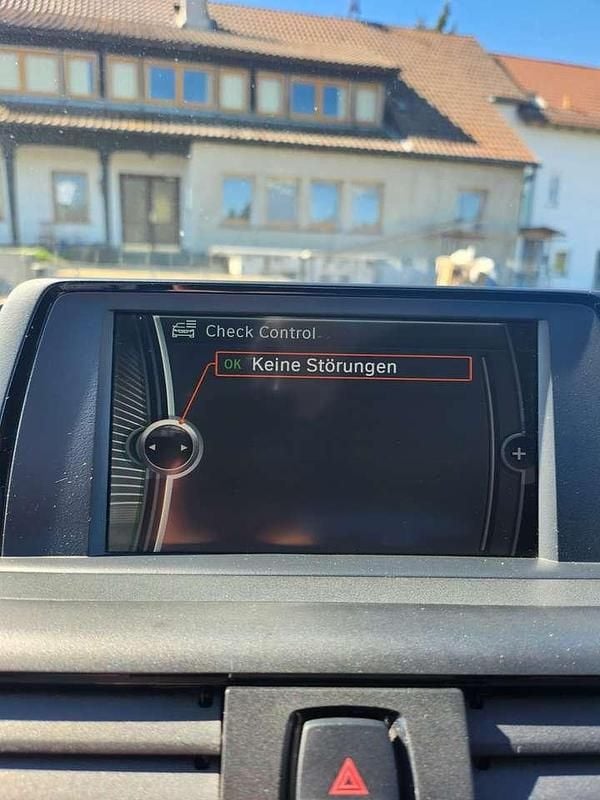 Check Control
OK Keine Störungen